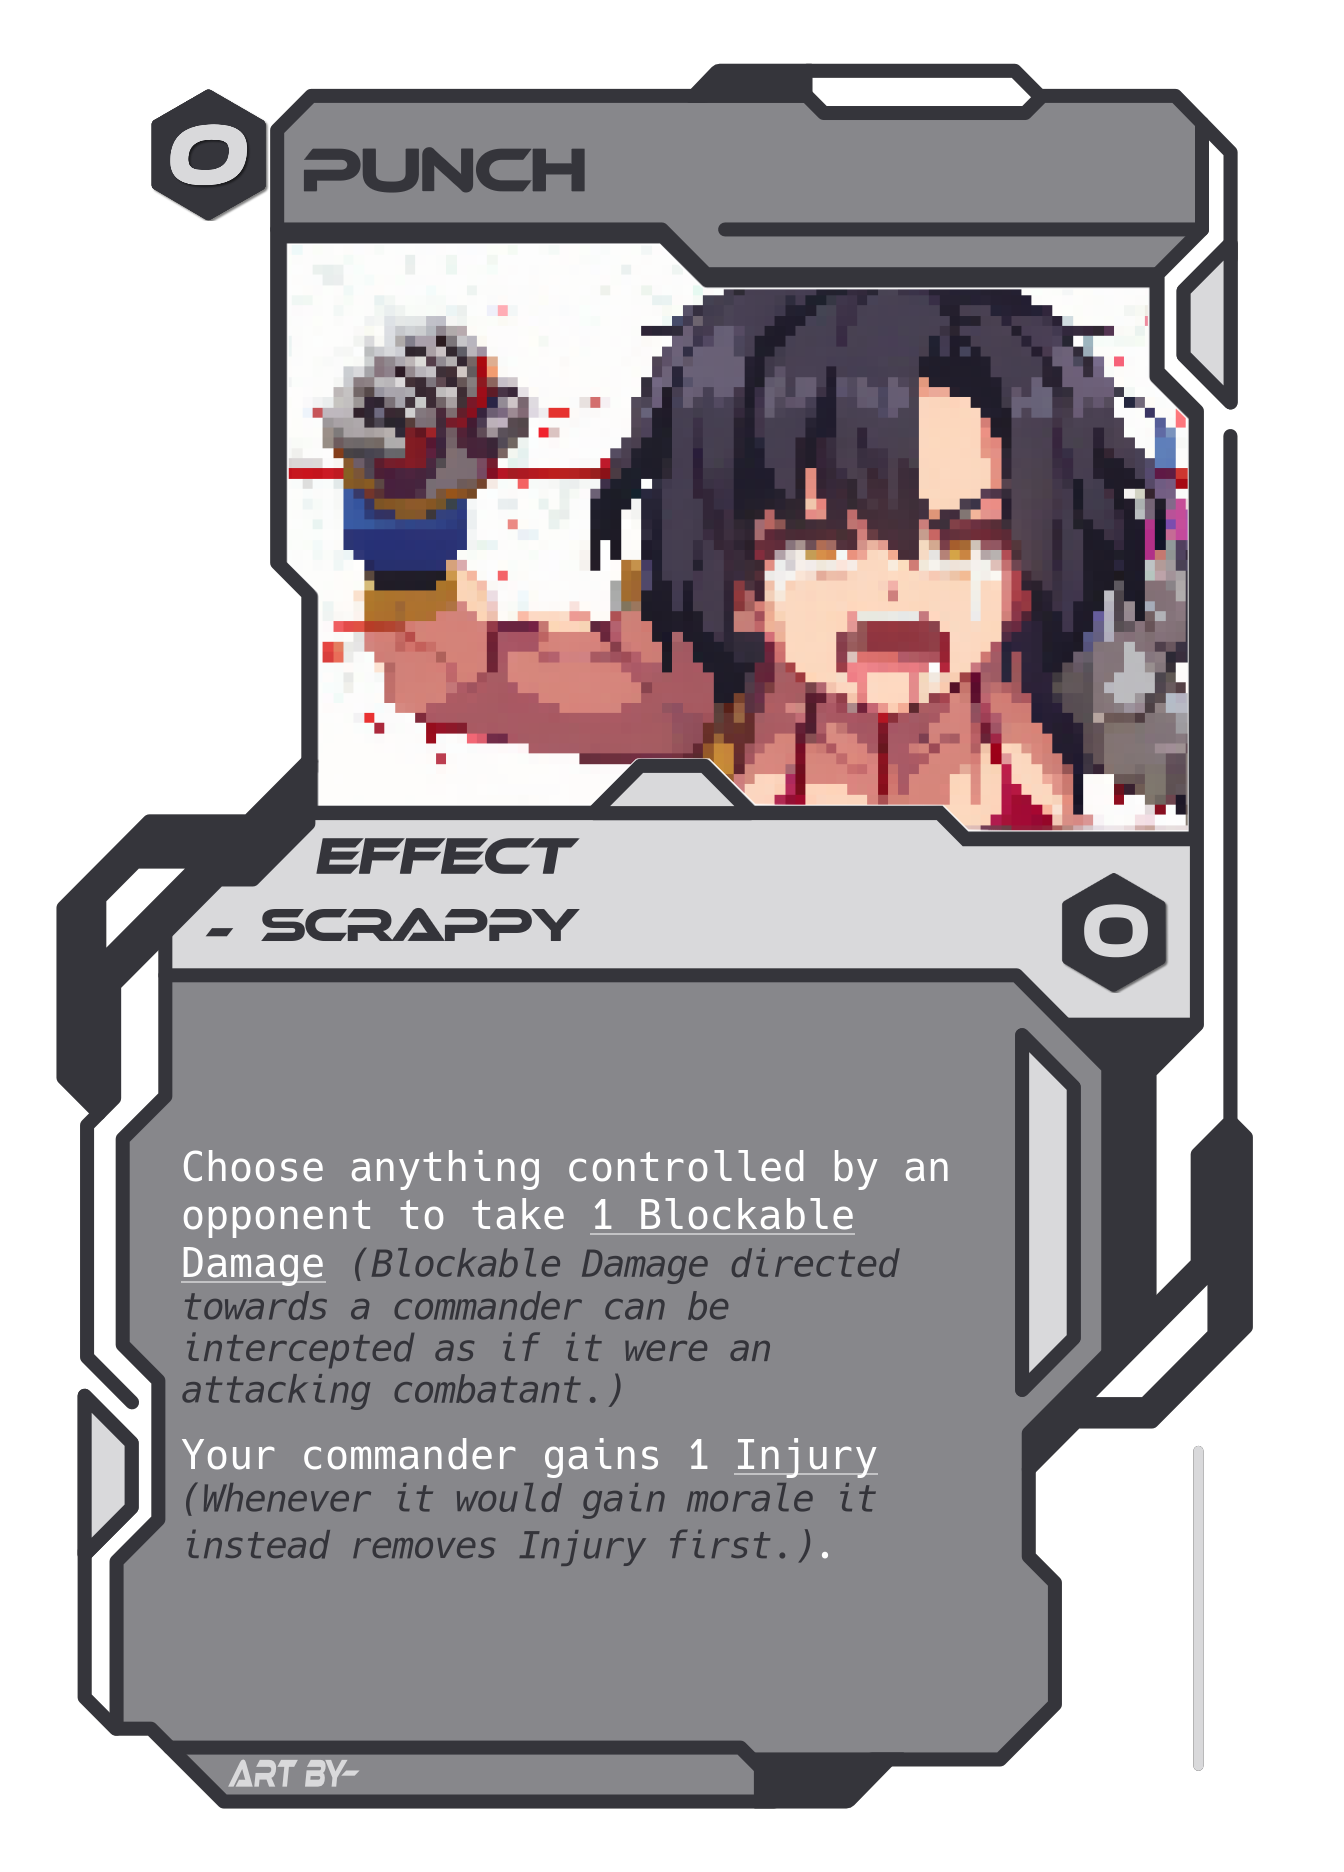 0
PUNCH
EFFECT
- SCRAPPY
0
Choose anything controlled by an
opponent to take 1 Blockable
Damage (Blockable Damage directed
towards a commander can be
intercepted as if it were an
attacking combatant.)
Your commander gains 1 Injury
(Whenever it would gain morale it
instead removes Injury first.).
ART BY-